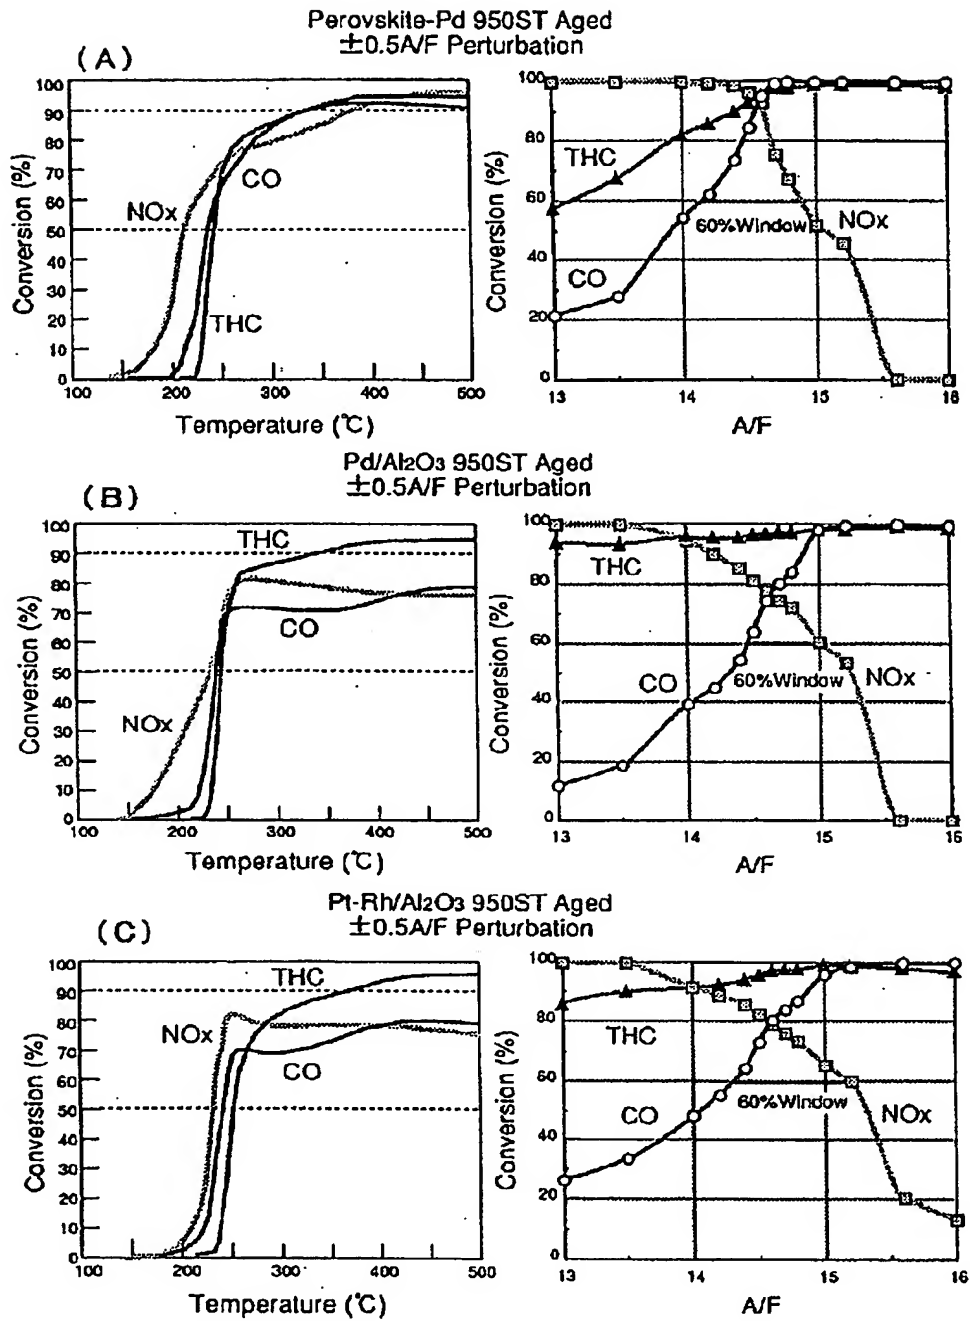 Perovskite-Pd 950ST Aged
±0.5A/F Perturbation
(A)
Conversion (%)
100
90
80
70
60
50
40
30
20
10
0
NOx
CO
THC
100
200
300
400
500
Temperature (℃)
Conversion (%)
100
80
60
40
20
0
THC
60%Window
NOx
CO
13
14
15
16
A/F
Pd/Al2O3 950ST Aged
±0.5A/F Perturbation
(B)
Conversion (%)
100
90
80
70
60
50
40
30
20
10
0
THC
CO
NOx
100
200
300
400
500
Temperature (℃)
Conversion (%)
100
80
60
40
20
0
THC
CO
60%Window
NOx
13
14
15
16
A/F
Pt-Rh/Al2O3 950ST Aged
±0.5A/F Perturbation
(C)
Conversion (%)
100
90
80
70
60
50
40
30
20
10
0
THC
NOx
CO
100
200
300
400
500
Temperature (℃)
Conversion (%)
100
80
60
40
20
0
THC
CO
60%Window
NOx
13
14
15
16
A/F